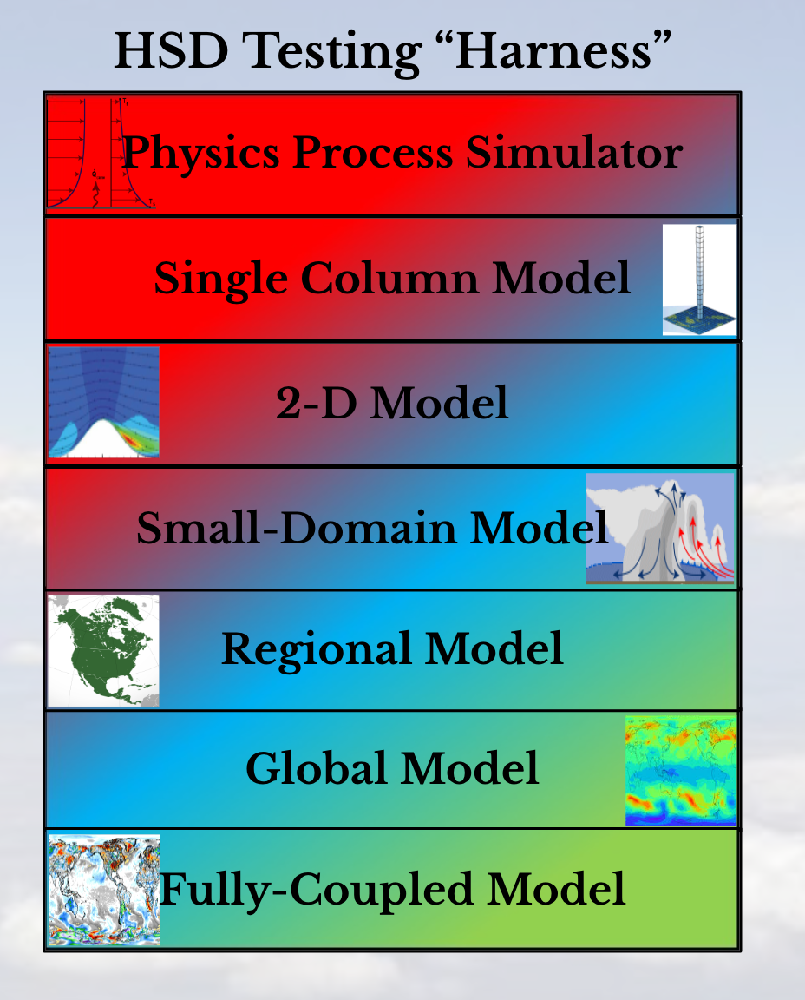 HSD Testing “Harness”
Physics Process Simulator
Single Column Model
2-D Model
Small-Domain Model
Regional Model
Global Model
Fully-Coupled Model